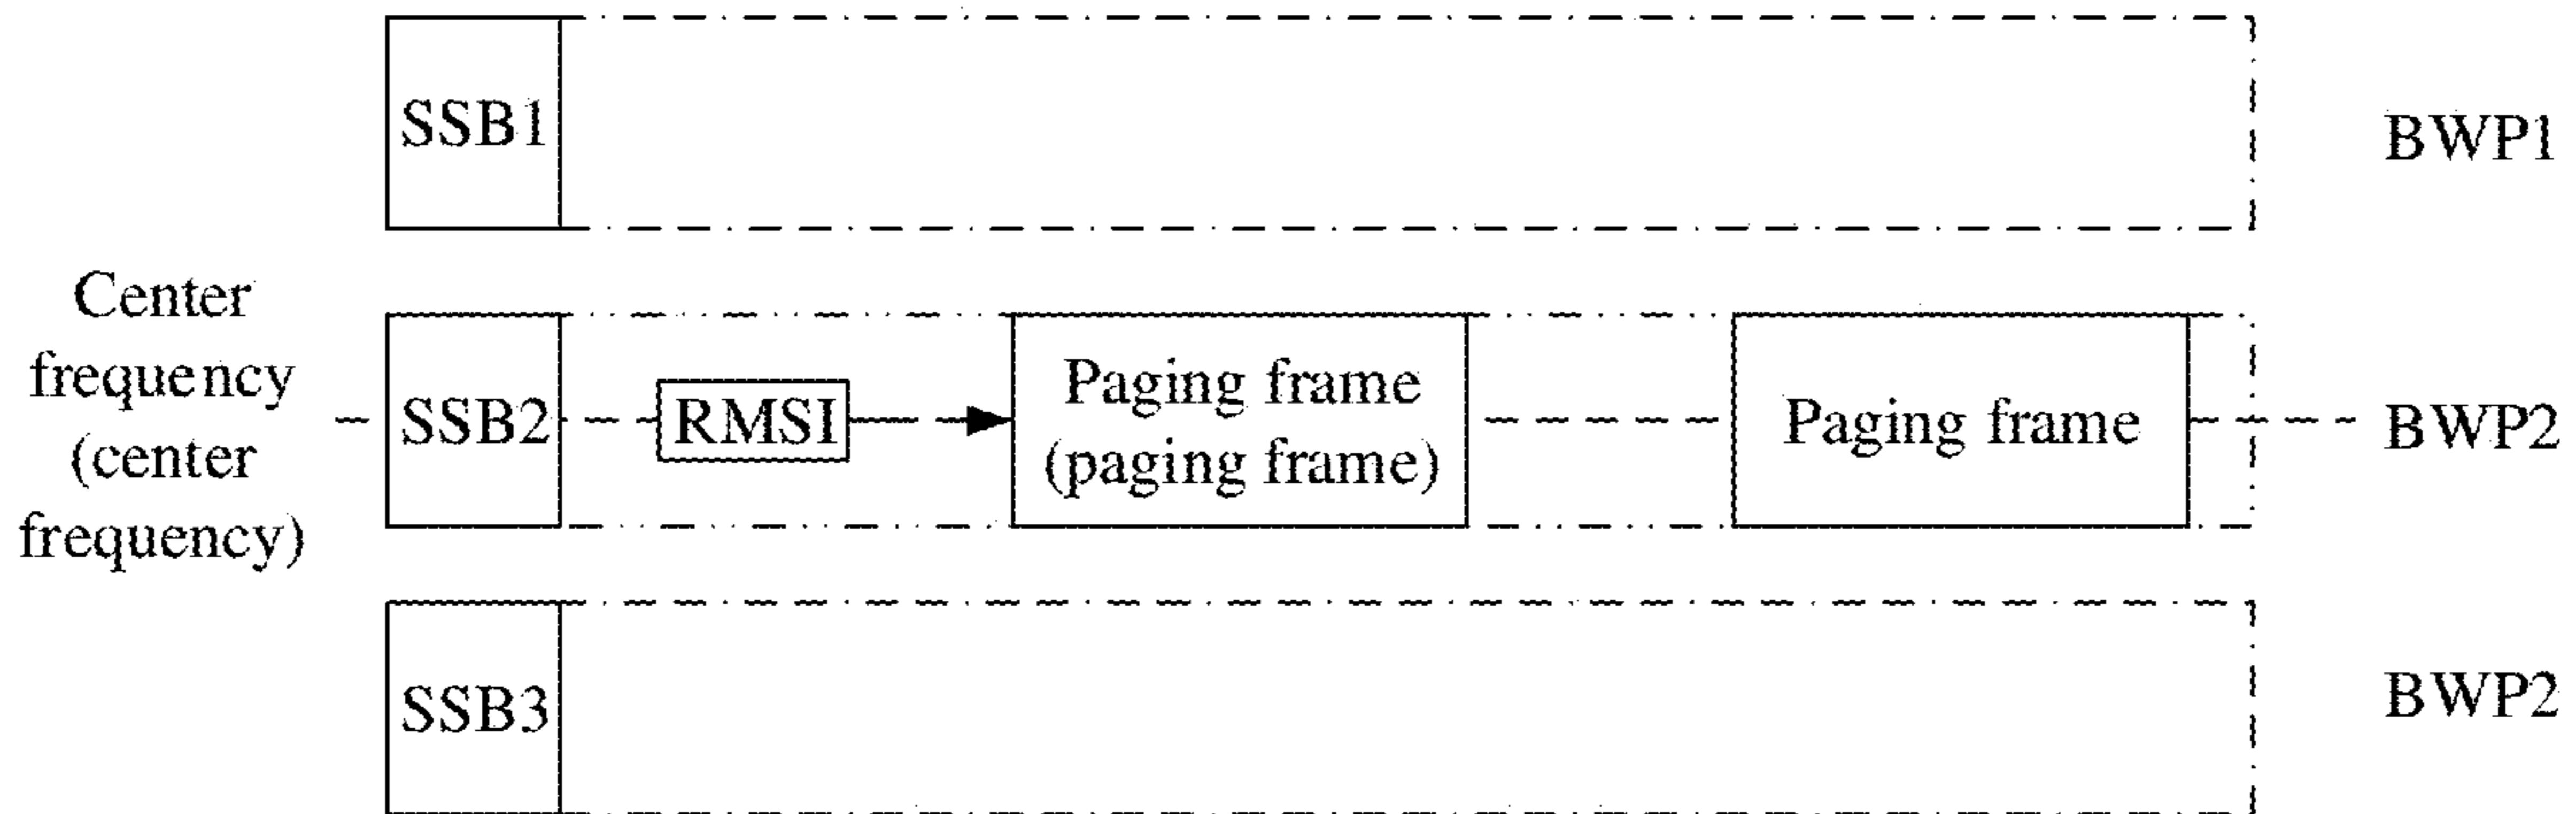 SSB1
BWP1
Center
frequency
(center
frequency)
SSB2
RMSI
Paging frame
(paging frame)
Paging frame
BWP2
SSB3
BWP2